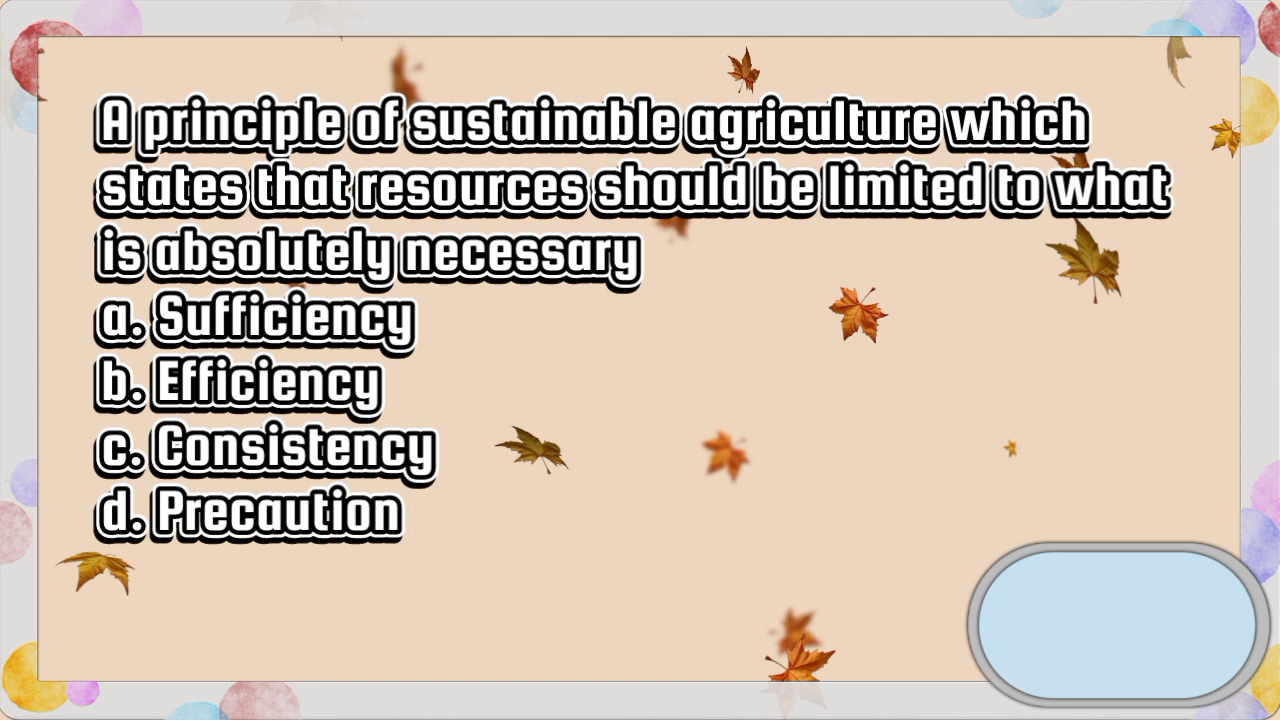 A principle of sustainable agriculture which
states that resources should be limited to what
is absolutely necessary
a. Sufficiency
b. Efficiency
c. Consistency
d. Precaution